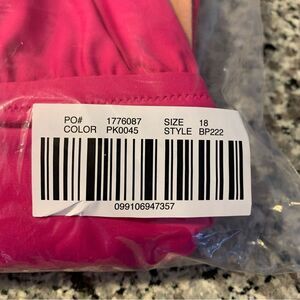 PO# 1776087 SIZE 18
COLOR PK0045 STYLE BP222
099106947357